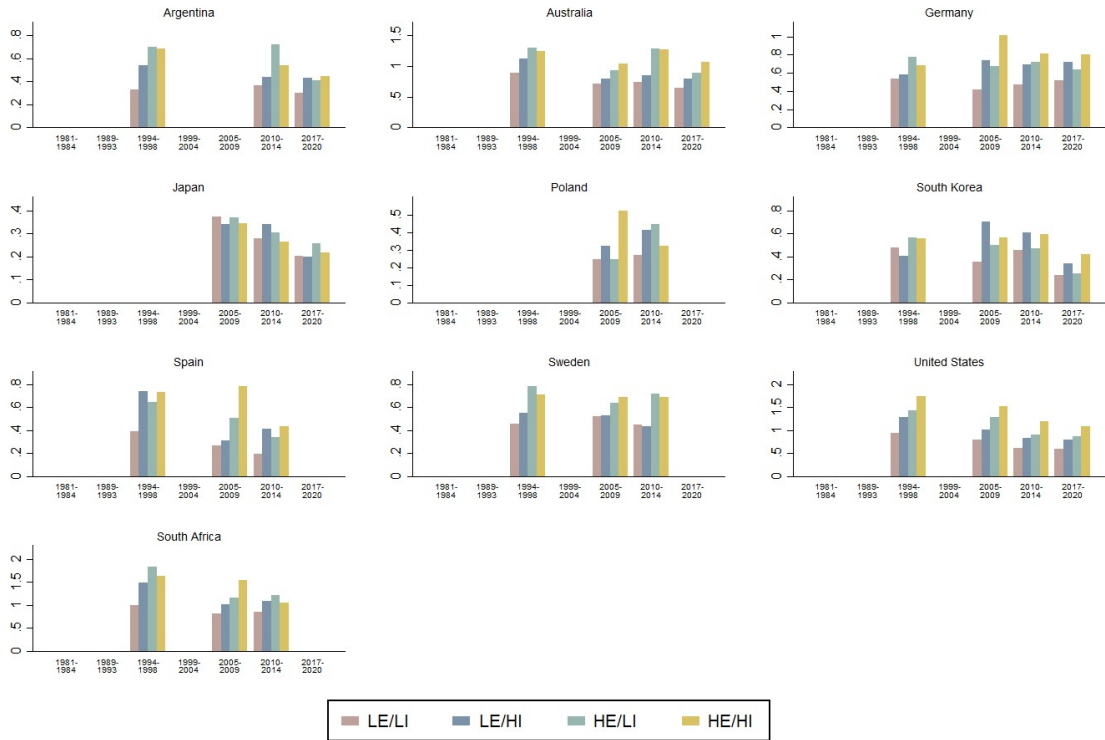 Argentina
0 .2 .4 .6 .8
1981-1984 1989-1993 1994-1998 1999-2004 2005-2009 2010-2014 2017-2020
Australia
0 .5 1 1.5
1981-1984 1989-1993 1994-1998 1999-2004 2005-2009 2010-2014 2017-2020
Germany
0 .2 .4 .6 .8 1
1981-1984 1989-1993 1994-1998 1999-2004 2005-2009 2010-2014 2017-2020
Japan
0 .1 .2 .3 .4
1981-1984 1989-1993 1994-1998 1999-2004 2005-2009 2010-2014 2017-2020
Poland
0 .1 .2 .3 .4 .5
1981-1984 1989-1993 1994-1998 1999-2004 2005-2009 2010-2014 2017-2020
South Korea
0 .2 .4 .6 .8
1981-1984 1989-1993 1994-1998 1999-2004 2005-2009 2010-2014 2017-2020
Spain
0 .2 .4 .6 .8
1981-1984 1989-1993 1994-1998 1999-2004 2005-2009 2010-2014 2017-2020
Sweden
0 .2 .4 .6 .8
1981-1984 1989-1993 1994-1998 1999-2004 2005-2009 2010-2014 2017-2020
United States
0 .5 1 1.5 2
1981-1984 1989-1993 1994-1998 1999-2004 2005-2009 2010-2014 2017-2020
South Africa
0 .5 1 1.5 2
1981-1984 1989-1993 1994-1998 1999-2004 2005-2009 2010-2014 2017-2020
LE/LI LE/HI HE/LI HE/HI